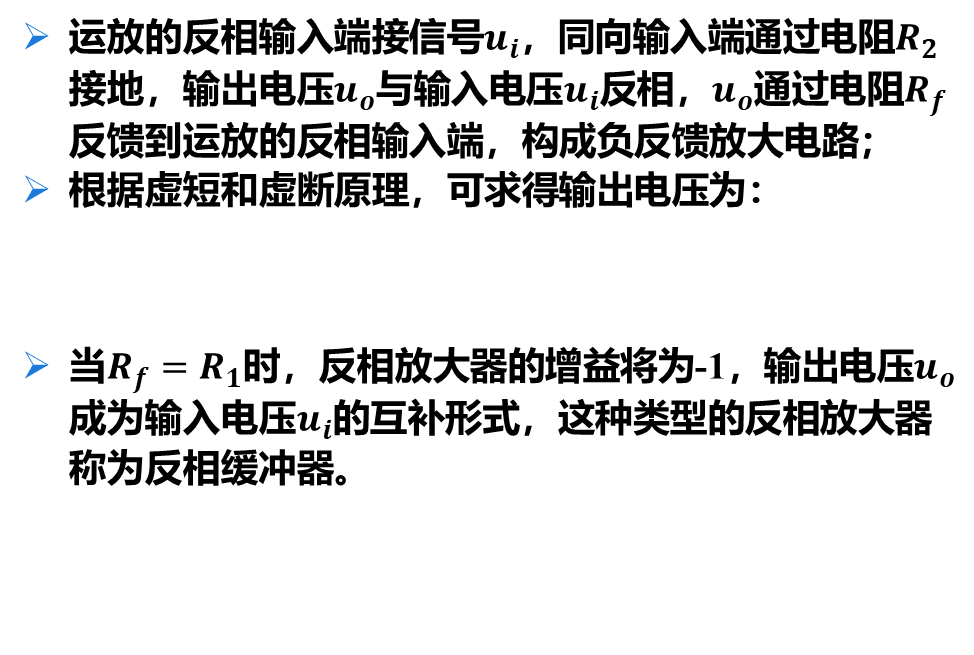 ➢ 运放的反相输入端接信号uᵢ，同向输入端通过电阻R₂
接地，输出电压uₒ与输入电压uᵢ反相，uₒ通过电阻R_f
反馈到运放的反相输入端，构成负反馈放大电路；
➢ 根据虚短和虚断原理，可求得输出电压为：
➢ 当R_f = R₁时，反相放大器的增益将为-1，输出电压uₒ
成为输入电压uᵢ的互补形式，这种类型的反相放大器
称为反相缓冲器。